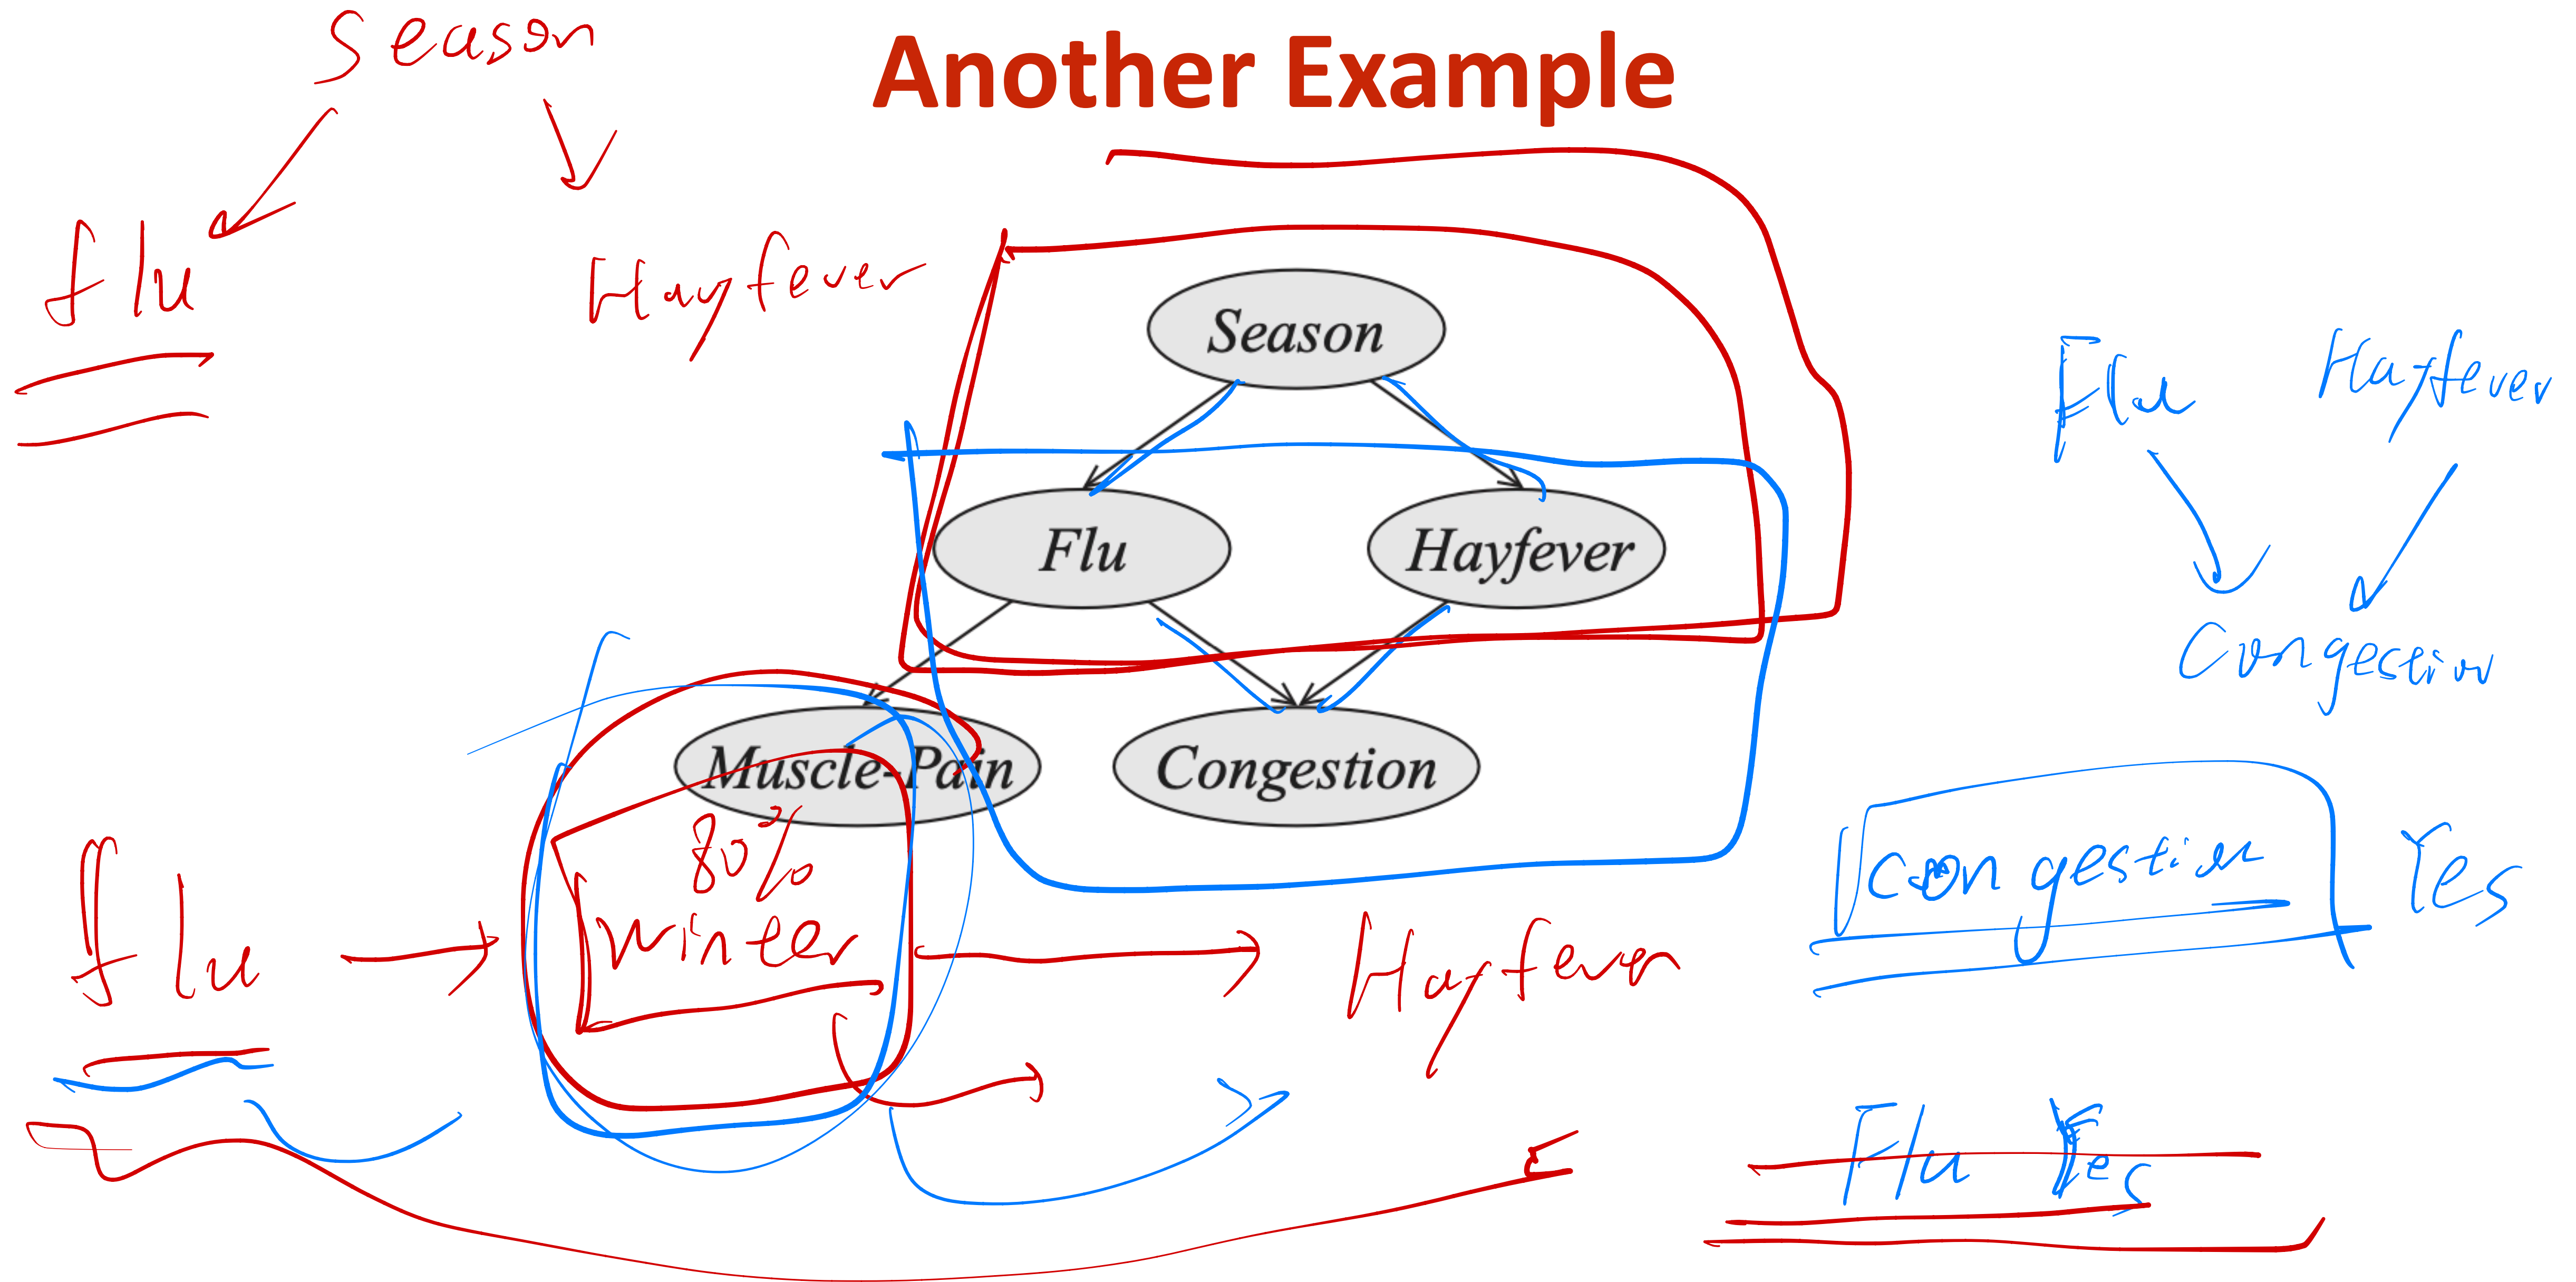 Another Example
Season
flu
Hayfever
Season
Flu
Hayfever
Muscle-Pain
Congestion
Flu
Hayfever
Congestion
80%
winter
flu
Hayfever
Congestion
Yes
Flu Yes